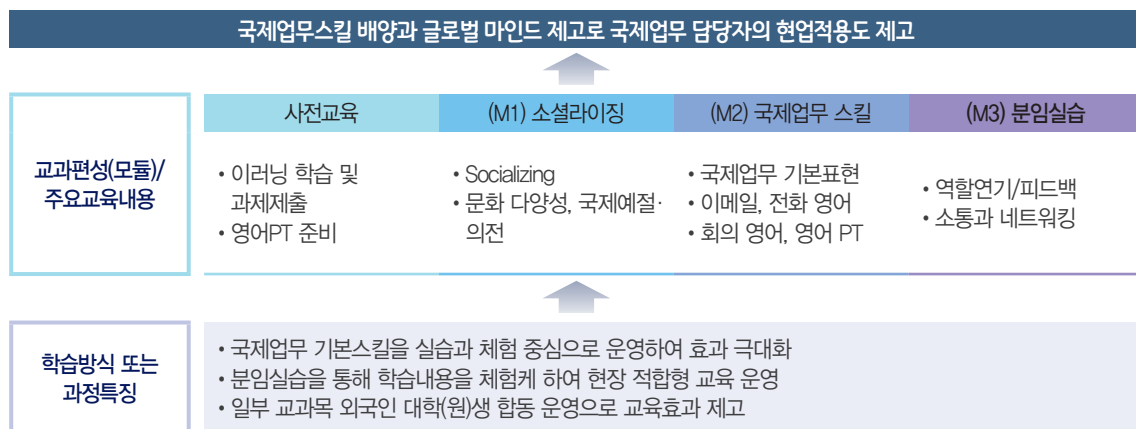 국제업무스킬 배양과 글로벌 마인드 제고로 국제업무 담당자의 현업적용도 제고
교과편성(모듈)/
주요교육내용
사전교육
• 이러닝 학습 및
과제제출
• 영어PT 준비
(M1) 소셜라이징
• Socializing
• 문화 다양성, 국제예절·
의전
(M2) 국제업무 스킬
• 국제업무 기본표현
• 이메일, 전화 영어
• 회의 영어, 영어 PT
(M3) 분임실습
• 역할연기/피드백
• 소통과 네트워킹
학습방식 또는
과정특징
• 국제업무 기본스킬을 실습과 체험 중심으로 운영하여 효과 극대화
• 분임실습을 통해 학습내용을 체험케 하여 현장 적합형 교육 운영
• 일부 교과목 외국인 대학(원)생 합동 운영으로 교육효과 제고